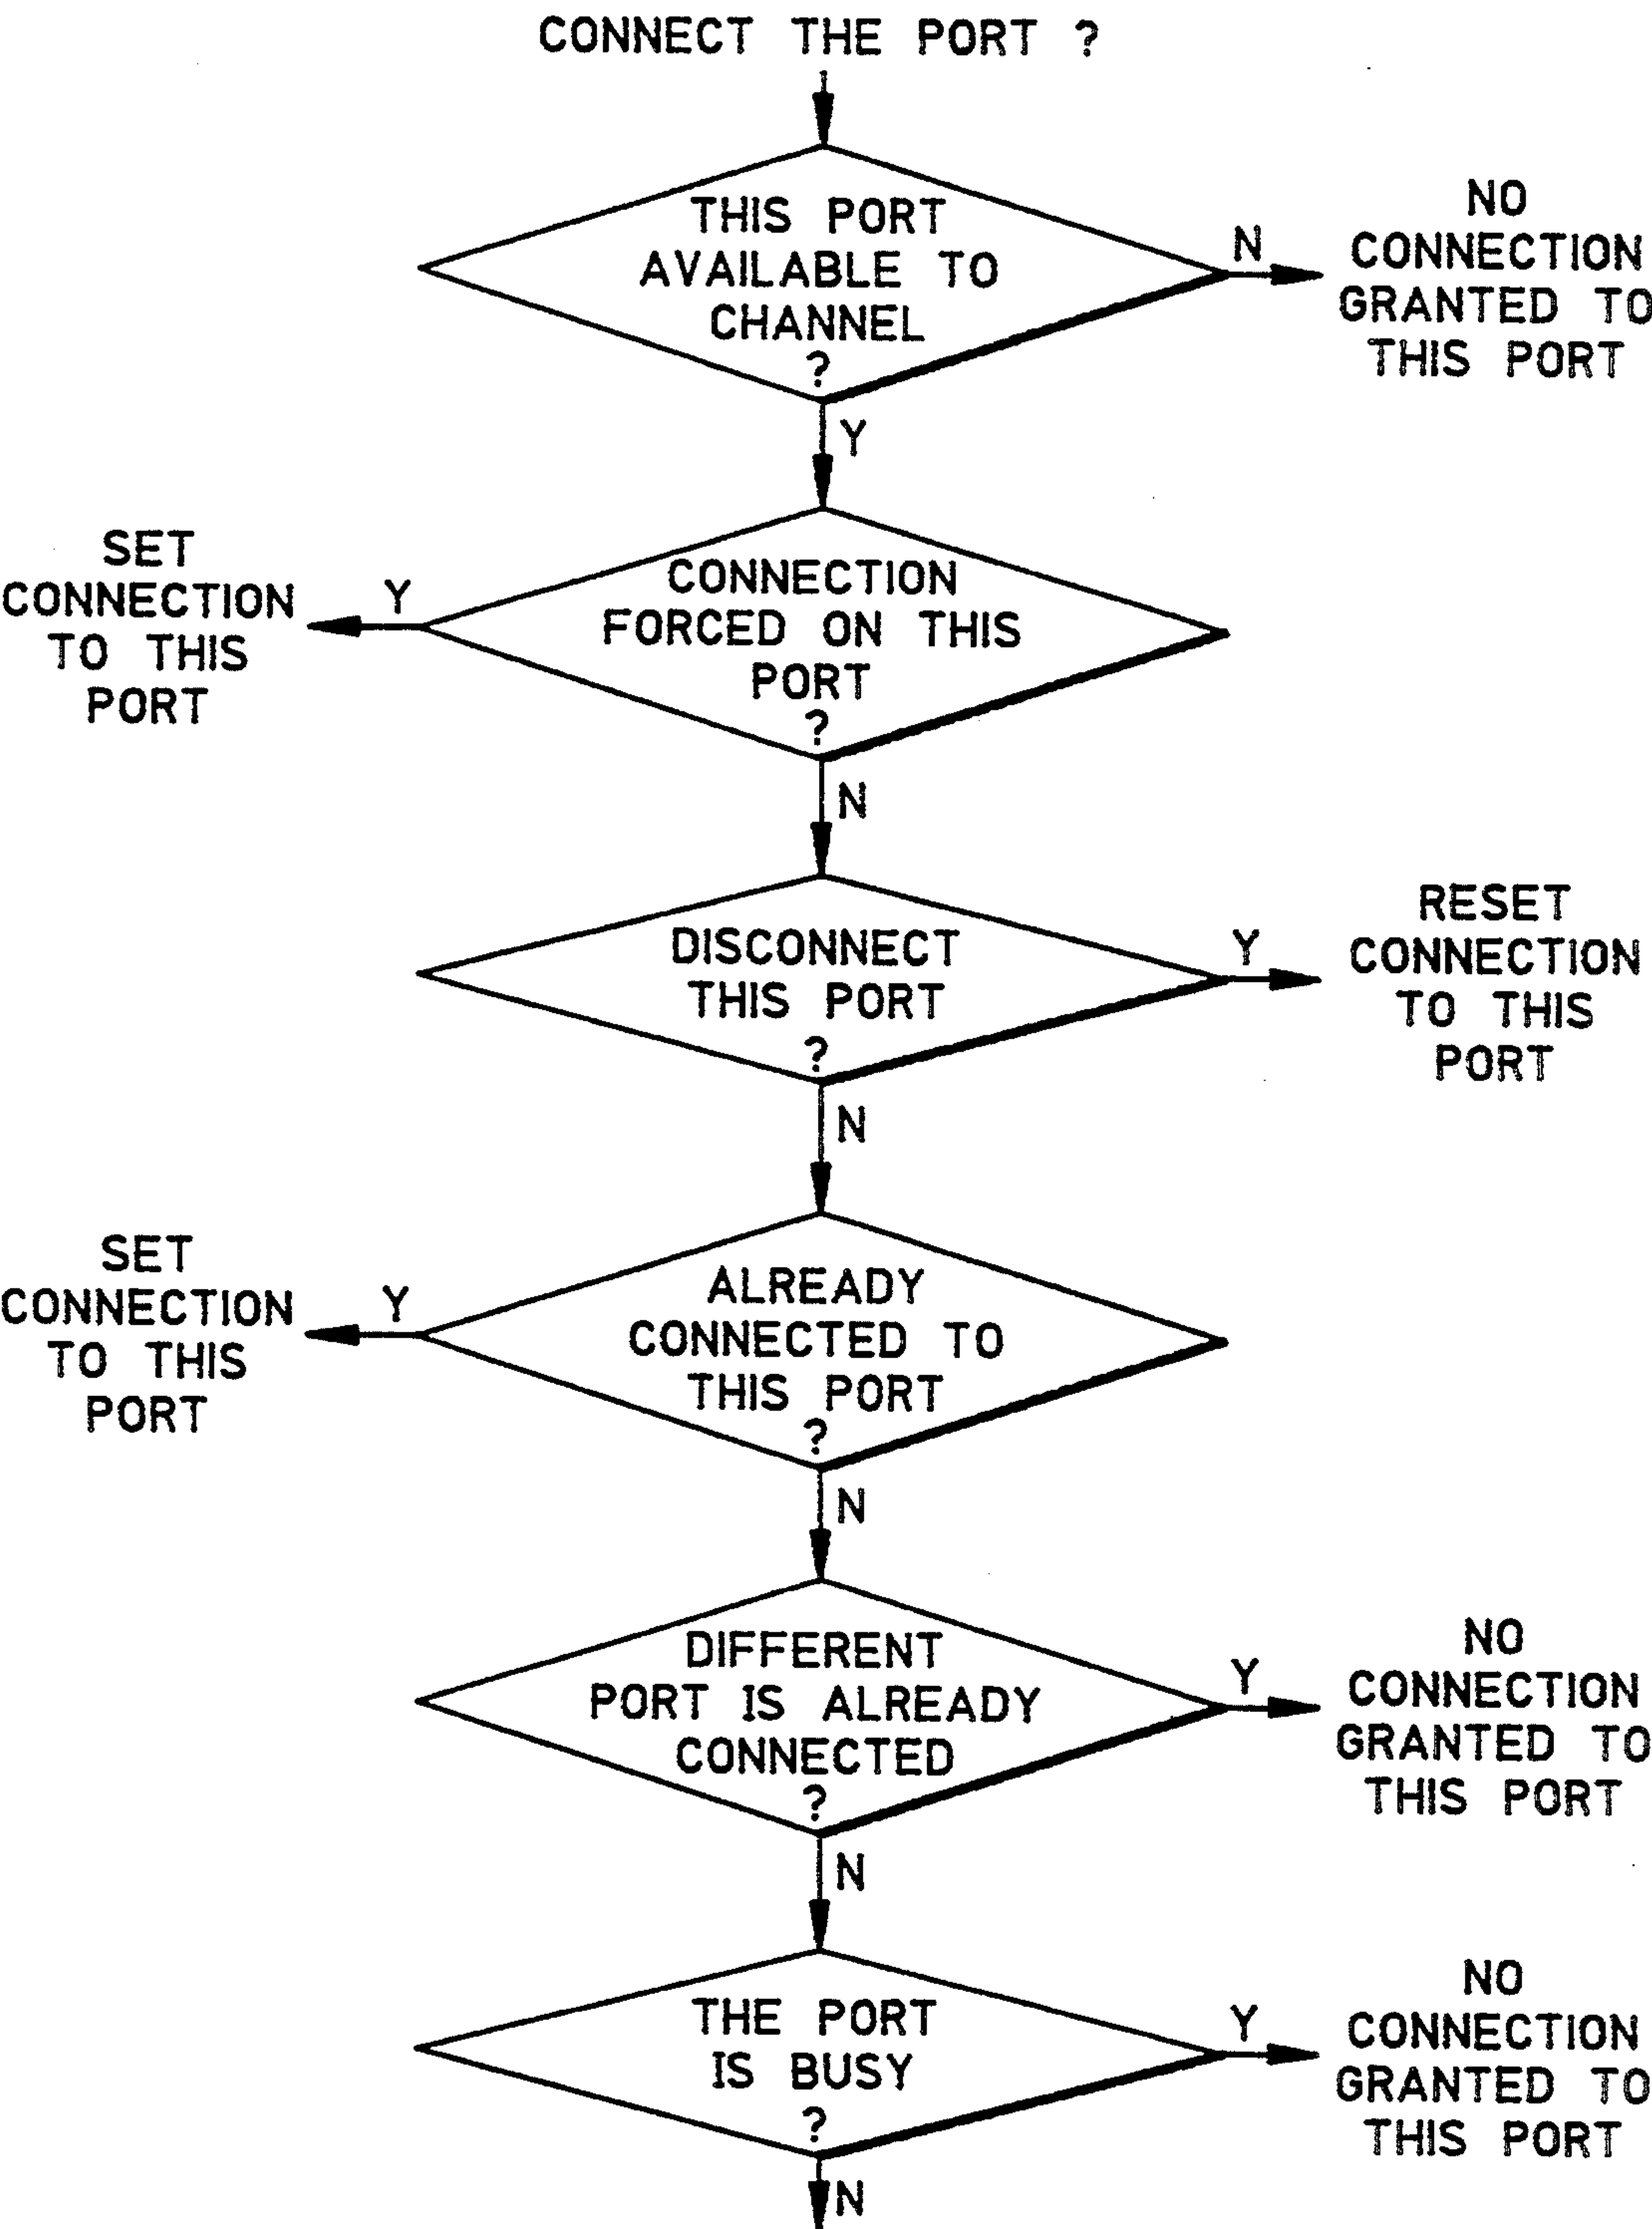 CONNECT THE PORT ?
THIS PORT
AVAILABLE TO
CHANNEL
?
N
NO
CONNECTION
GRANTED TO
THIS PORT
Y
CONNECTION
FORCED ON THIS
PORT
?
Y
SET
CONNECTION
TO THIS
PORT
N
DISCONNECT
THIS PORT
?
Y
RESET
CONNECTION
TO THIS
PORT
N
ALREADY
CONNECTED TO
THIS PORT
?
Y
SET
CONNECTION
TO THIS
PORT
N
DIFFERENT
PORT IS ALREADY
CONNECTED
?
Y
NO
CONNECTION
GRANTED TO
THIS PORT
N
THE PORT
IS BUSY
?
Y
NO
CONNECTION
GRANTED TO
THIS PORT
N